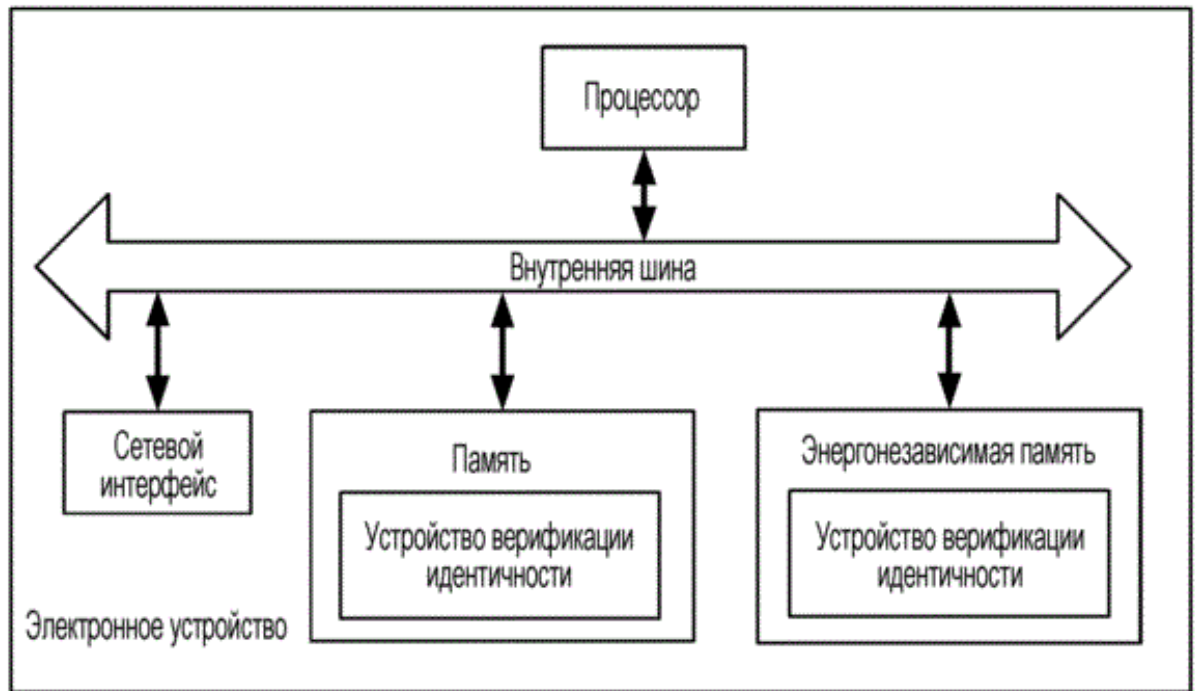 Процессор
Внутренняя шина
Сетевой
интерфейс
Память
Устройство верификации
идентичности
Энергонезависимая память
Устройство верификации
идентичности
Электронное устройство